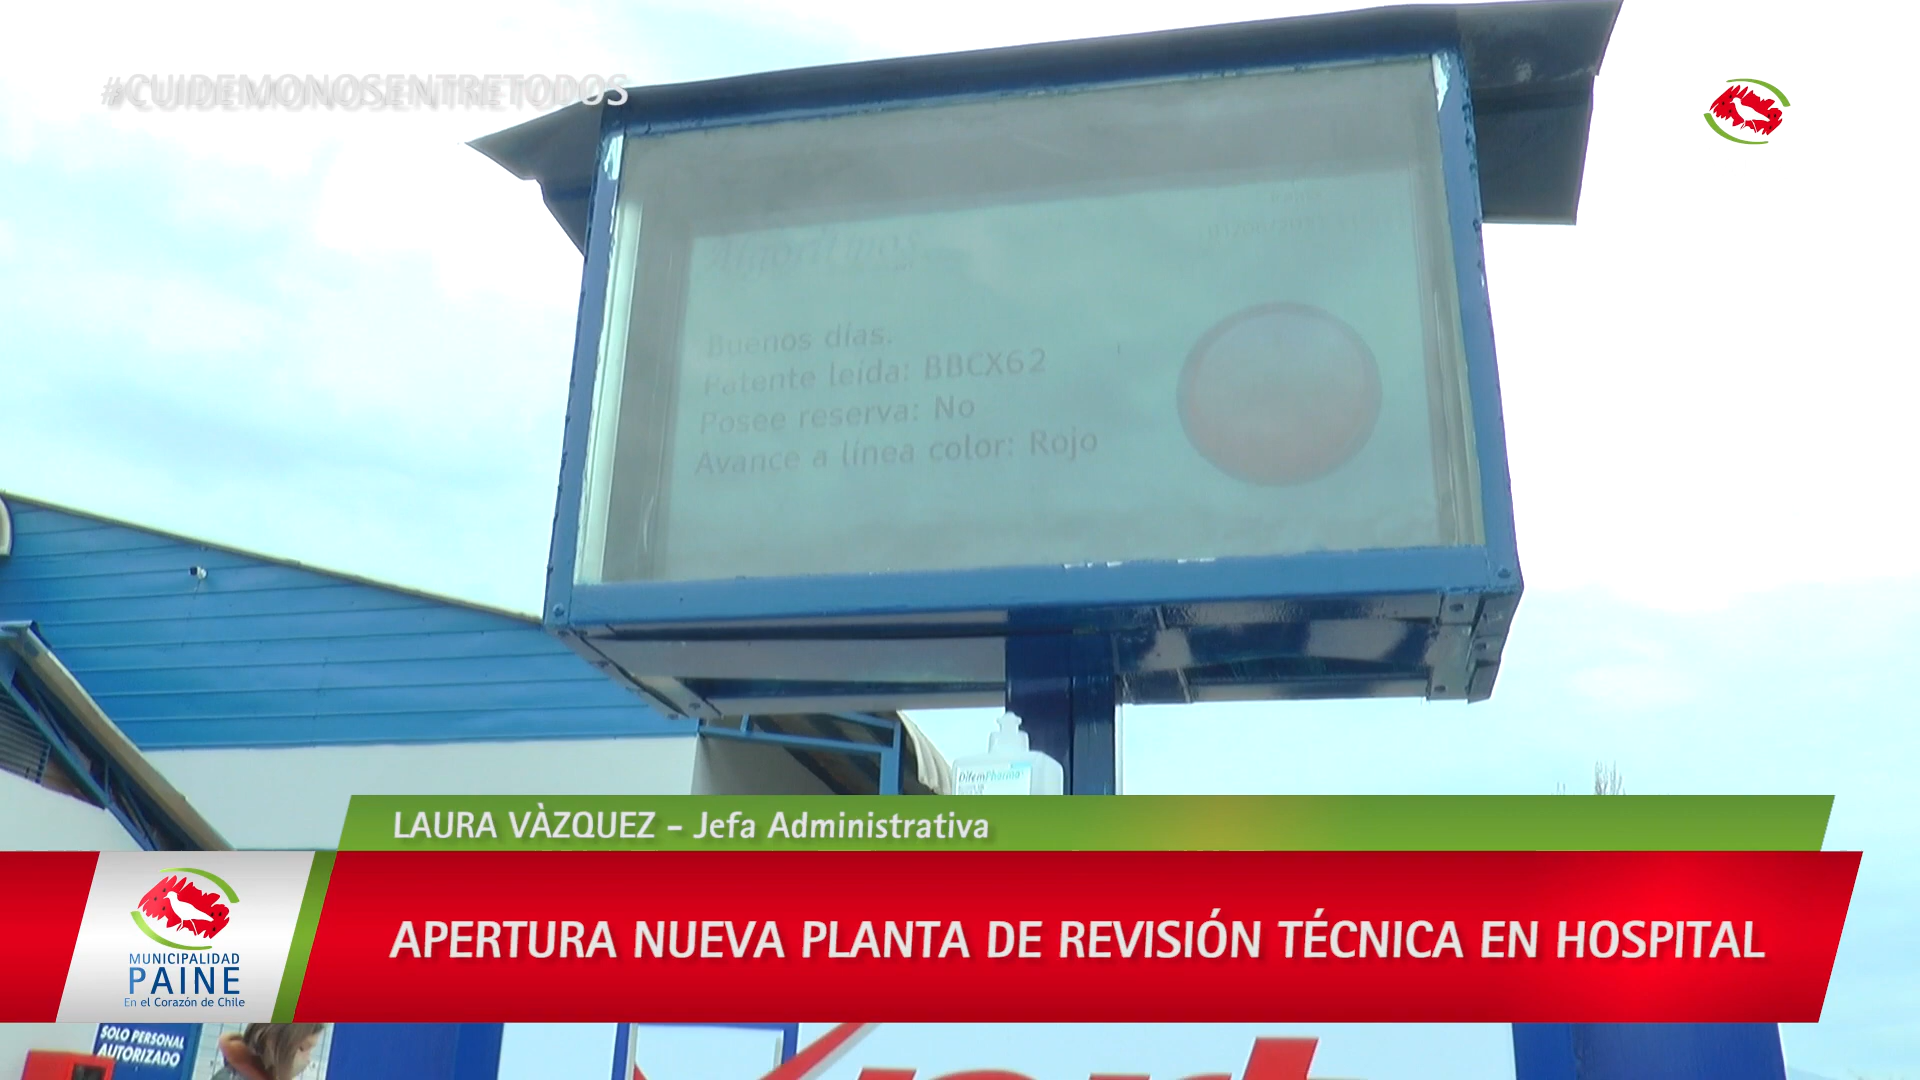 #CUIDEMONOSENTRETODOS
Buenos días.
Patente leída: BBCX62
Posee reserva: No
Avance a línea color: Rojo
DifemPharma
LAURA VÀZQUEZ - Jefa Administrativa
APERTURA NUEVA PLANTA DE REVISIÓN TÉCNICA EN HOSPITAL
MUNICIPALIDAD
PAINE
En el Corazón de Chile
SOLO PERSONAL
AUTORIZADO